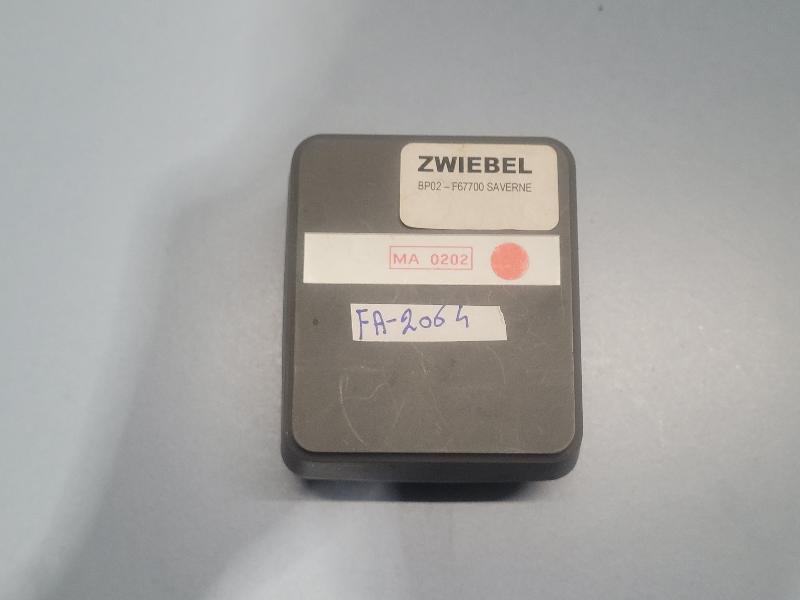 ZWIEBEL
BP02 – F67700 SAVERNE
MA 0202
FA-2064